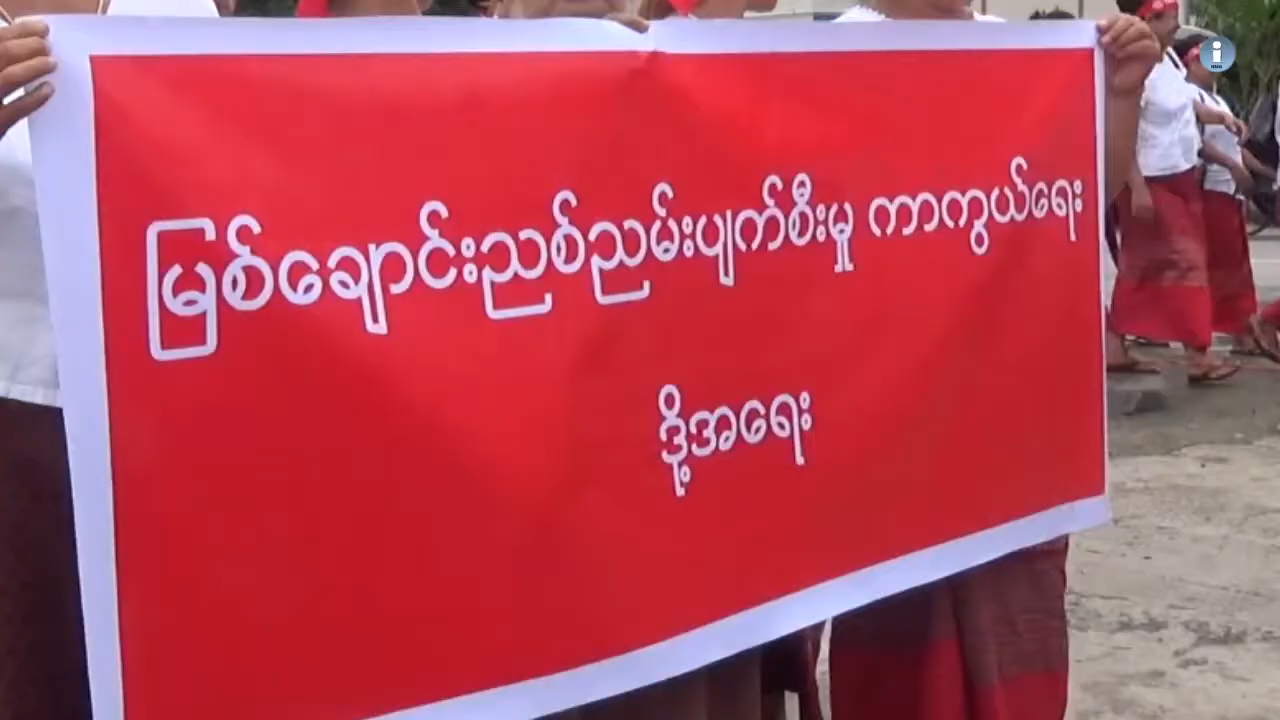 မြစ်ချောင်းညစ်ညမ်းပျက်စီးမှု ကာကွယ်ရေး
ဒို့အရေး
i